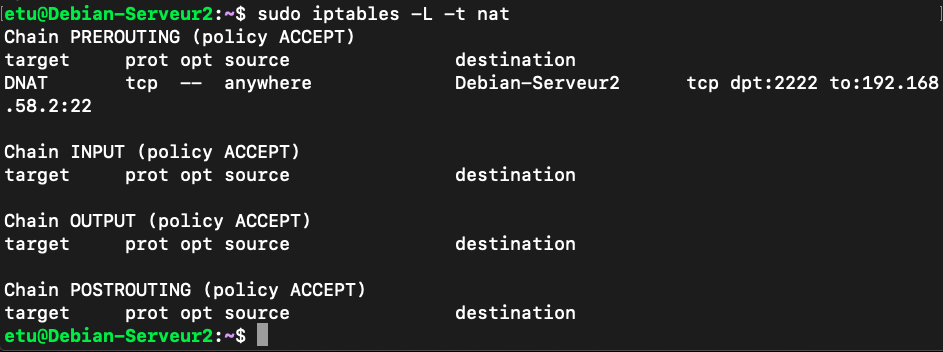 etu@Debian-Serveur2:~$ sudo iptables -L -t nat
Chain PREROUTING (policy ACCEPT)
target     prot opt source               destination
DNAT       tcp  --  anywhere             Debian-Serveur2      tcp dpt:2222 to:192.168
.58.2:22

Chain INPUT (policy ACCEPT)
target     prot opt source               destination

Chain OUTPUT (policy ACCEPT)
target     prot opt source               destination

Chain POSTROUTING (policy ACCEPT)
target     prot opt source               destination
etu@Debian-Serveur2:~$